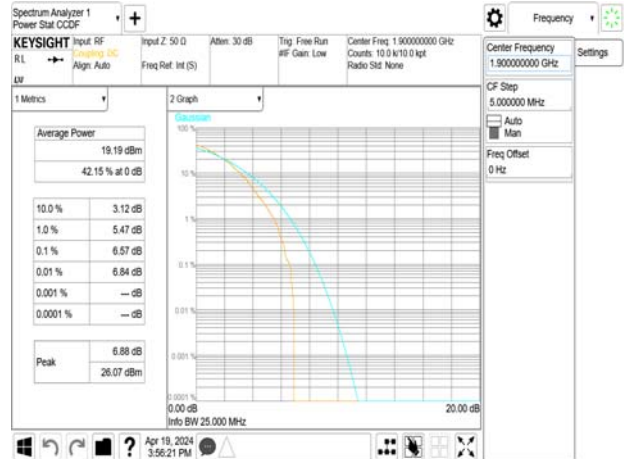 Spectrum Analyzer 1
Power Stat CCDF
KEYSIGHT
RL
Input: RF
Coupling: DC
Align: Auto
Input Z: 50 Ω
Freq Ref: Int (S)
Atten: 30 dB
Trig: Free Run
#IF Gain: Low
Center Freq: 1.900000000 GHz
Counts: 10.0 k/10.0 kpt
Radio Std: None
1 Metrics
Average Power
19.19 dBm
42.15 % at 0 dB
10.0 % 3.12 dB
1.0 % 5.47 dB
0.1 % 6.57 dB
0.01 % 6.84 dB
0.001 % --- dB
0.0001 % --- dB
Peak
6.88 dB
26.07 dBm
2 Graph
Gaussian
100 %
10 %
1 %
0.1 %
0.01 %
0.001 %
0.0001 %
0.00 dB 20.00 dB
Info BW 25.000 MHz
Frequency
Center Frequency
1.900000000 GHz
Settings
CF Step
5.000000 MHz
Auto
Man
Freq Offset
0 Hz
Apr 19, 2024
3:56:21 PM